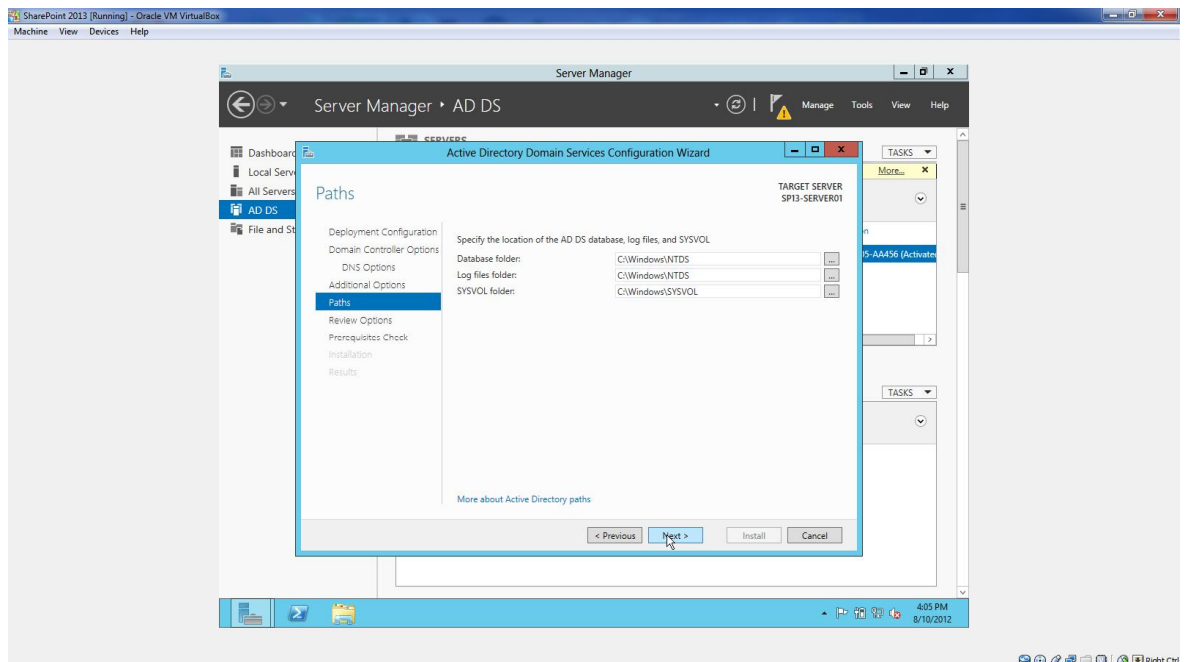 SharePoint 2013 [Running] - Oracle VM VirtualBox
Machine View Devices Help
Server Manager
Server Manager ‣ AD DS
Manage Tools View Help
SERVERS
Dashboard
Local Serv
All Servers
AD DS
File and St
TASKS
More...
Active Directory Domain Services Configuration Wizard
Paths
TARGET SERVER
SP13-SERVER01
Deployment Configuration
Domain Controller Options
DNS Options
Additional Options
Paths
Review Options
Prerequisites Check
Installation
Results
Specify the location of the AD DS database, log files, and SYSVOL
Database folder: C:\Windows\NTDS ...
Log files folder: C:\Windows\NTDS ...
SYSVOL folder: C:\Windows\SYSVOL ...
More about Active Directory paths
< Previous Next > Install Cancel
5-AA456 (Activated
TASKS
4:05 PM
8/10/2012
Right Ctrl